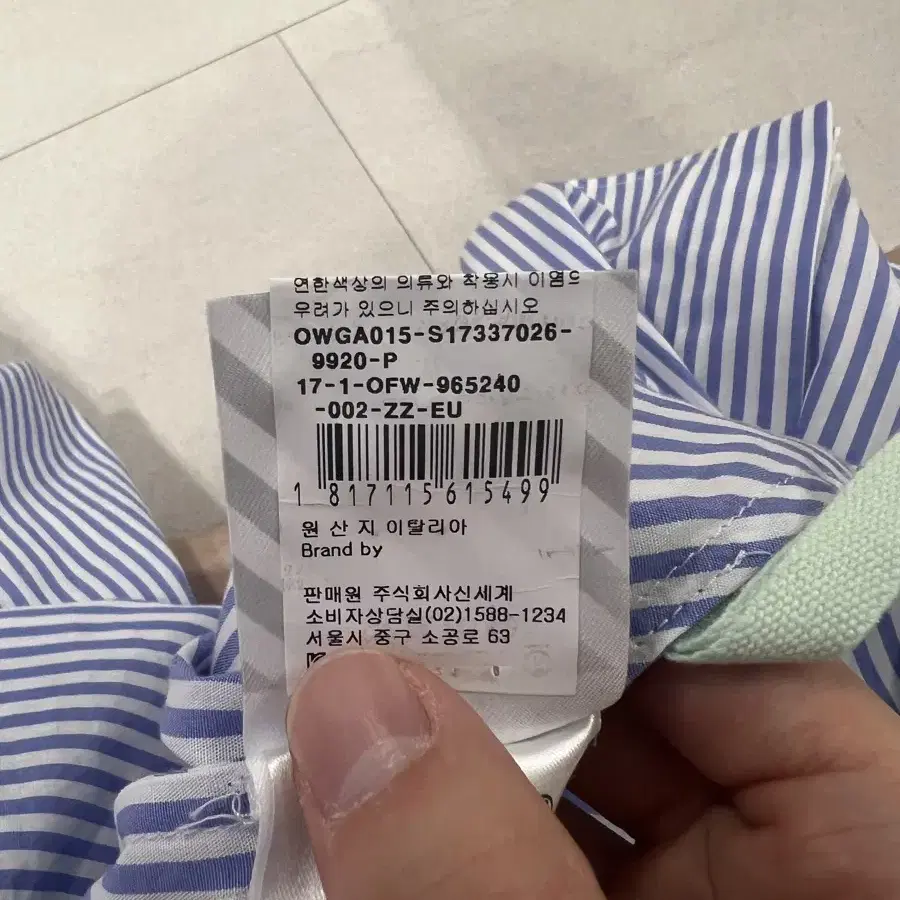 연한색상의 의류와 착용시 이염으
우려가 있으니 주의하십시오
OWGA015-S17337026-
9920-P
17-1-OFW-965240
-002-ZZ-EU
1 817115 615499
원 산 지 이탈리아
Brand by
판매원 주식회사신세계
소비자상담실(02)1588-1234
서울시 중구 소공로 63